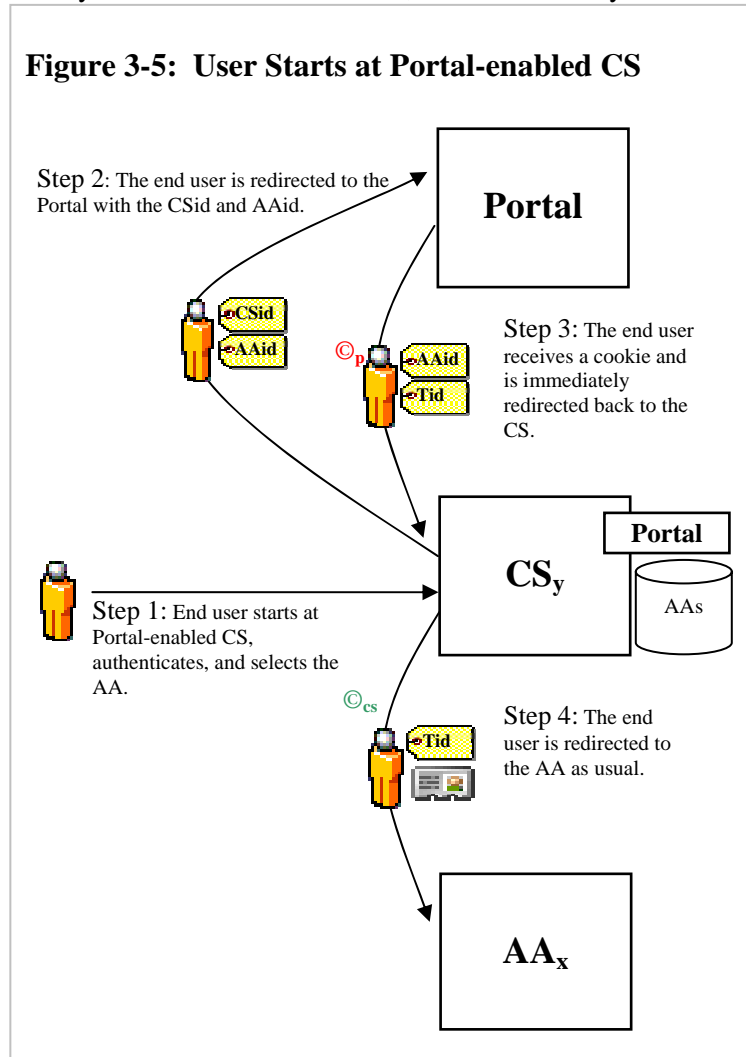 Figure 3-5: User Starts at Portal-enabled CS
Step 2: The end user is redirected to the
Portal with the CSid and AAid.
Portal
CSid
AAid
©p
AAid
Tid
Step 3: The end user
receives a cookie and
is immediately
redirected back to the
CS.
CSy
Portal
AAs
Step 1: End user starts at
Portal-enabled CS,
authenticates, and selects the
AA.
©cs
Tid
Step 4: The end
user is redirected to
the AA as usual.
AAx